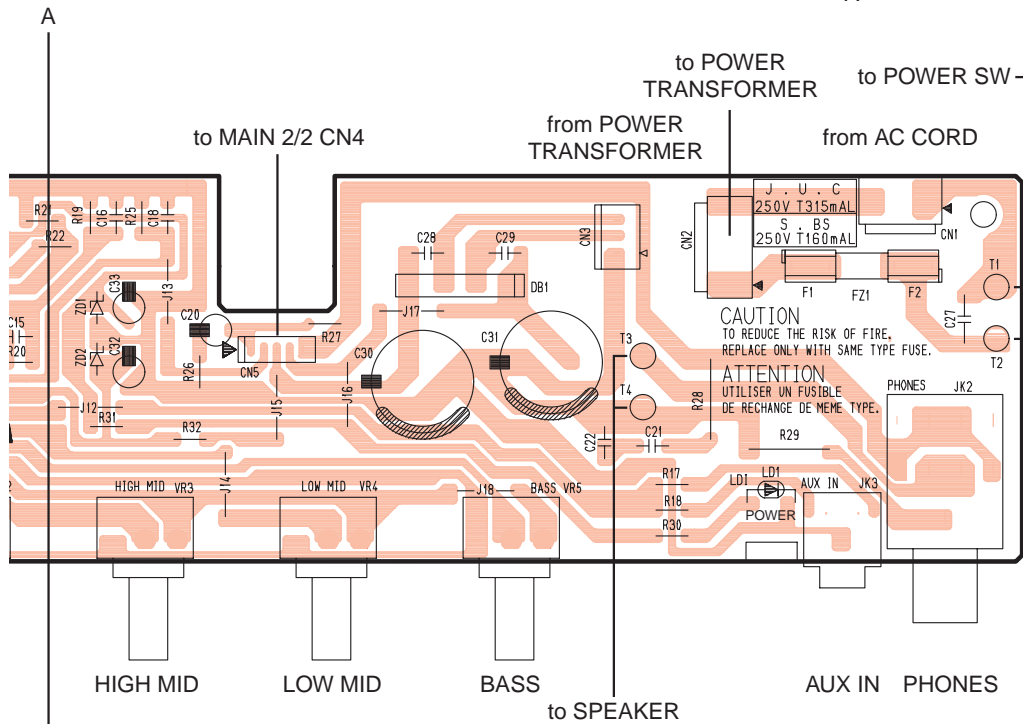 A
to POWER
TRANSFORMER
to POWER SW
to MAIN 2/2 CN4
from POWER
TRANSFORMER
from AC CORD
J . U . C
250V T315mAL
S . BS
250V T160mAL
R21
R22
R19
C16
R25
C18
C28
C29
CN3
CN2
CN1
DB1
F1
FZ1
F2
T1
T2
C27
ZD1
C33
J13
C20
J17
R27
C15
R20
ZD2
C32
R26
CN5
C30
C31
T3
T4
CAUTION
TO REDUCE THE RISK OF FIRE.
REPLACE ONLY WITH SAME TYPE FUSE.
ATTENTION
UTILISER UN FUSIBLE
DE RECHANGE DE MEME TYPE.
PHONES JK2
J12
R31
R32
J15
J16
C22
C21
R28
R29
J14
HIGH MID VR3
LOW MID VR4
J18
BASS VR5
R17
R18
R30
LDI
LD1
POWER
AUX IN JK3
HIGH MID
LOW MID
BASS
to SPEAKER
AUX IN
PHONES